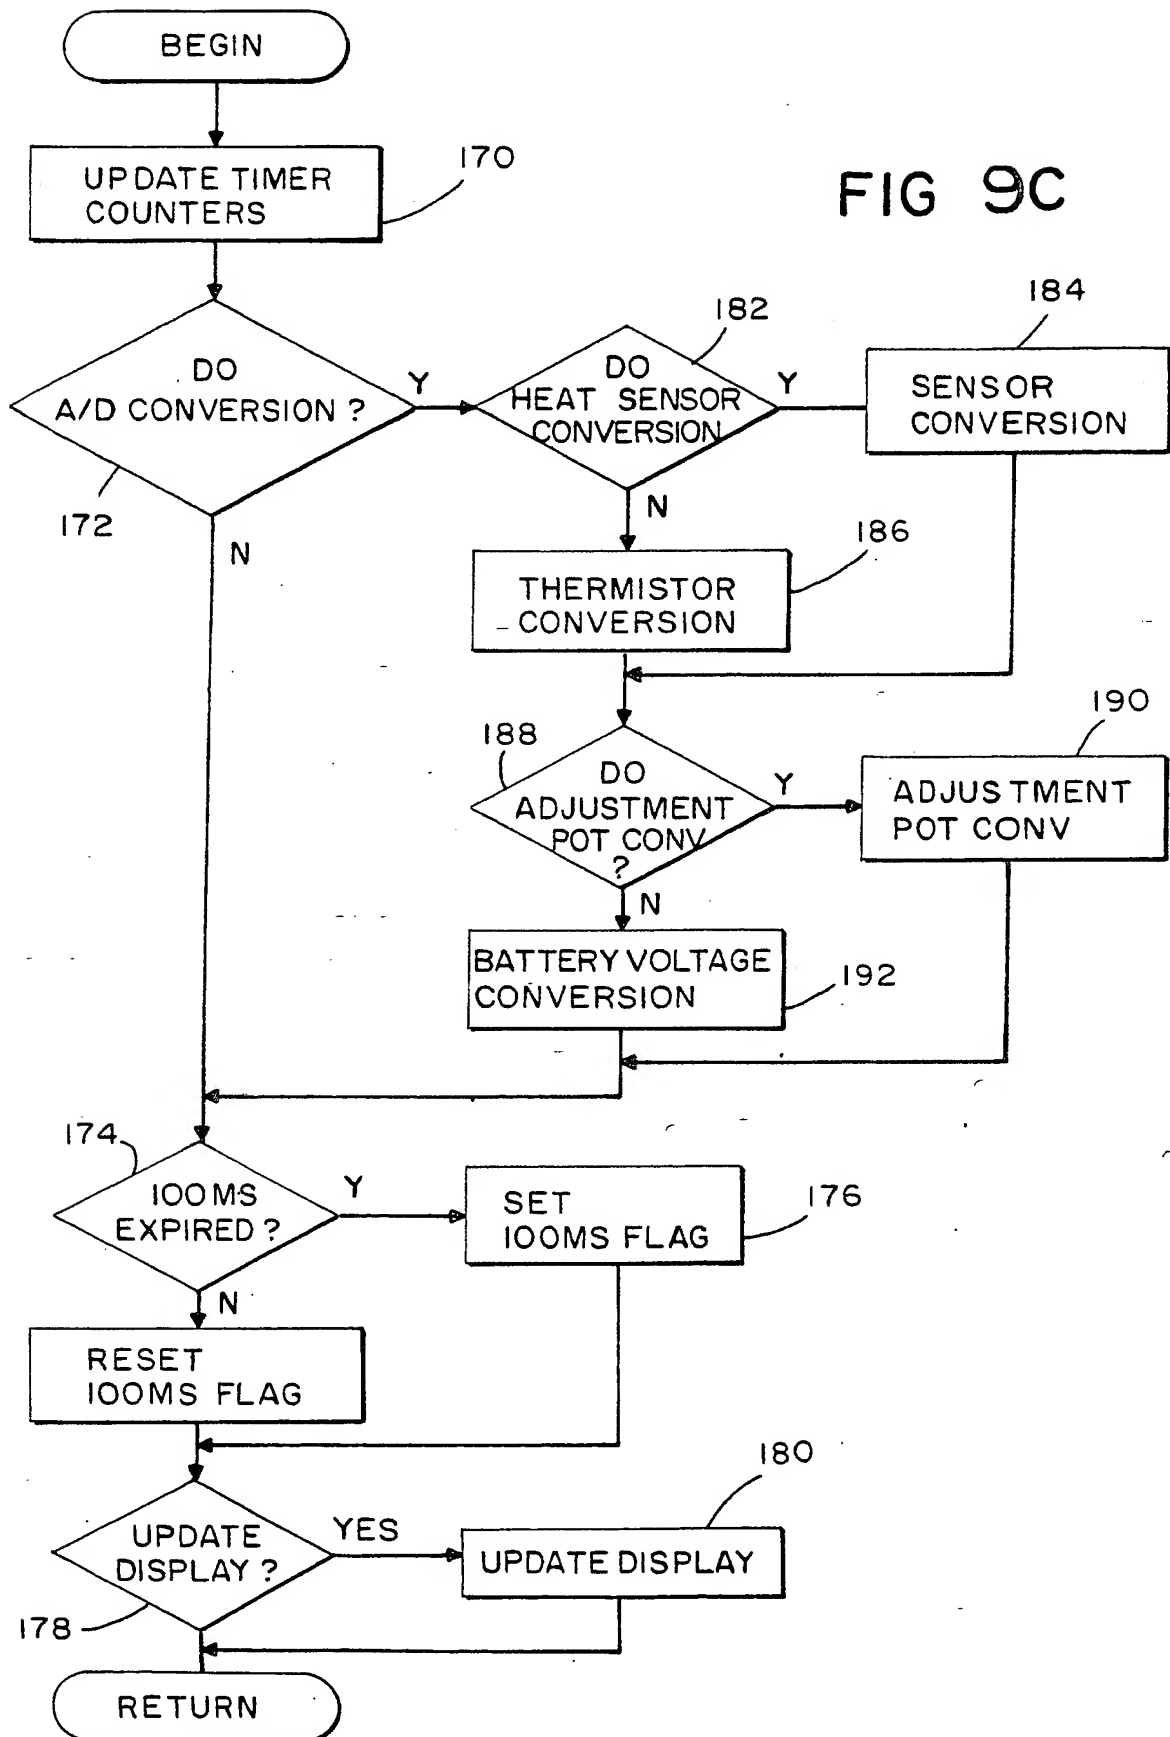 BEGIN
UPDATE TIMER
COUNTERS
170
FIG 9C
DO
A/D CONVERSION ?
172
Y
N
182
DO
HEAT SENSOR
CONVERSION
Y
N
184
SENSOR
CONVERSION
186
THERMISTOR
CONVERSION
188
DO
ADJUSTMENT
POT CONV
?
Y
N
190
ADJUSTMENT
POT CONV
BATTERY VOLTAGE
CONVERSION
192
174
100MS
EXPIRED ?
Y
N
SET
100MS FLAG
176
RESET
100MS FLAG
UPDATE
DISPLAY ?
178
YES
180
UPDATE DISPLAY
RETURN